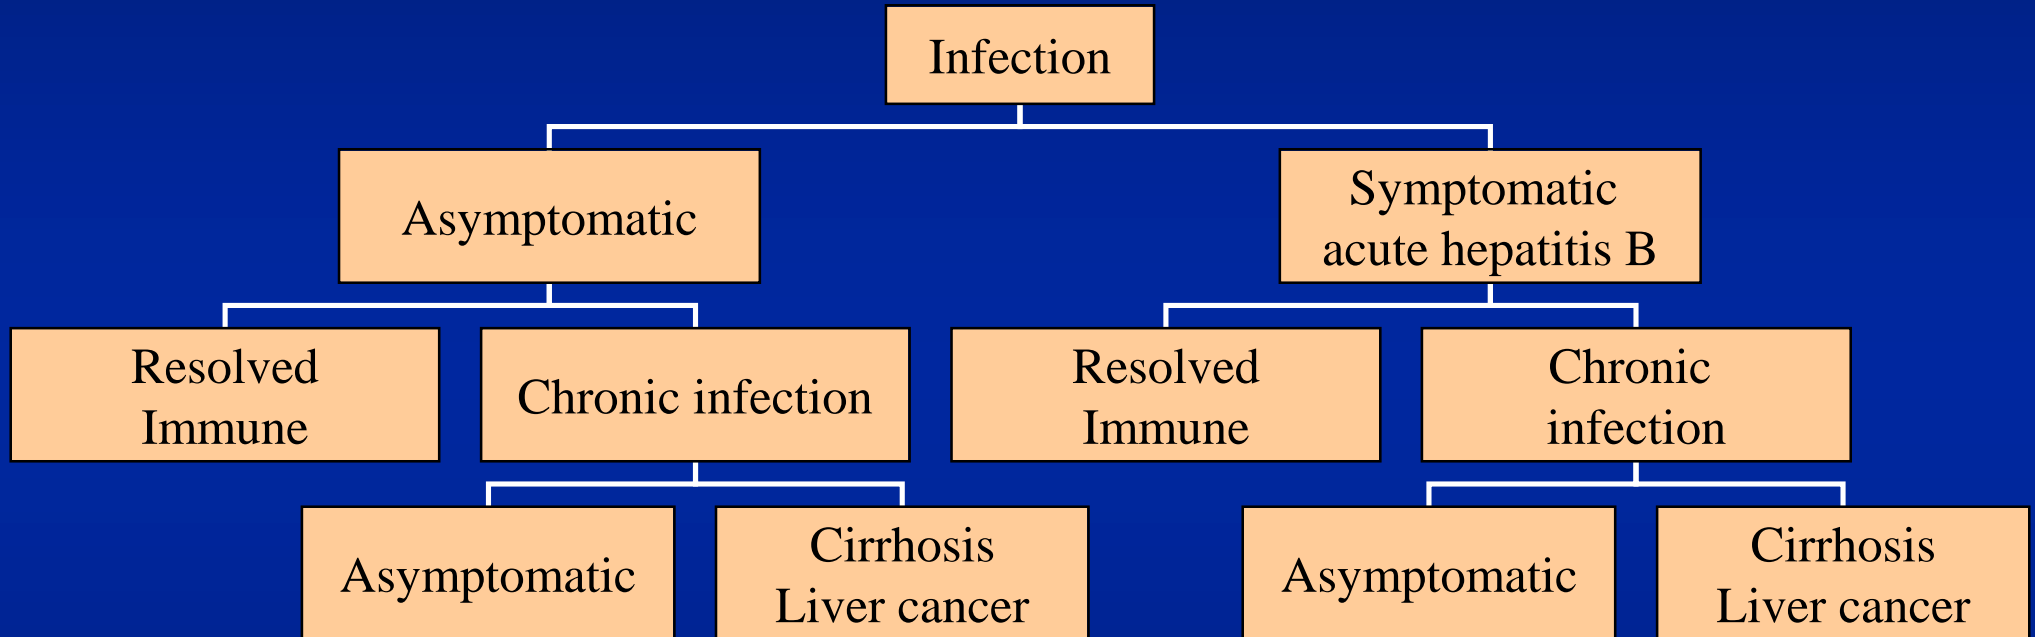 Infection
Asymptomatic
Symptomatic
acute hepatitis B
Resolved
Immune
Chronic infection
Resolved
Immune
Chronic
infection
Asymptomatic
Cirrhosis
Liver cancer
Asymptomatic
Cirrhosis
Liver cancer